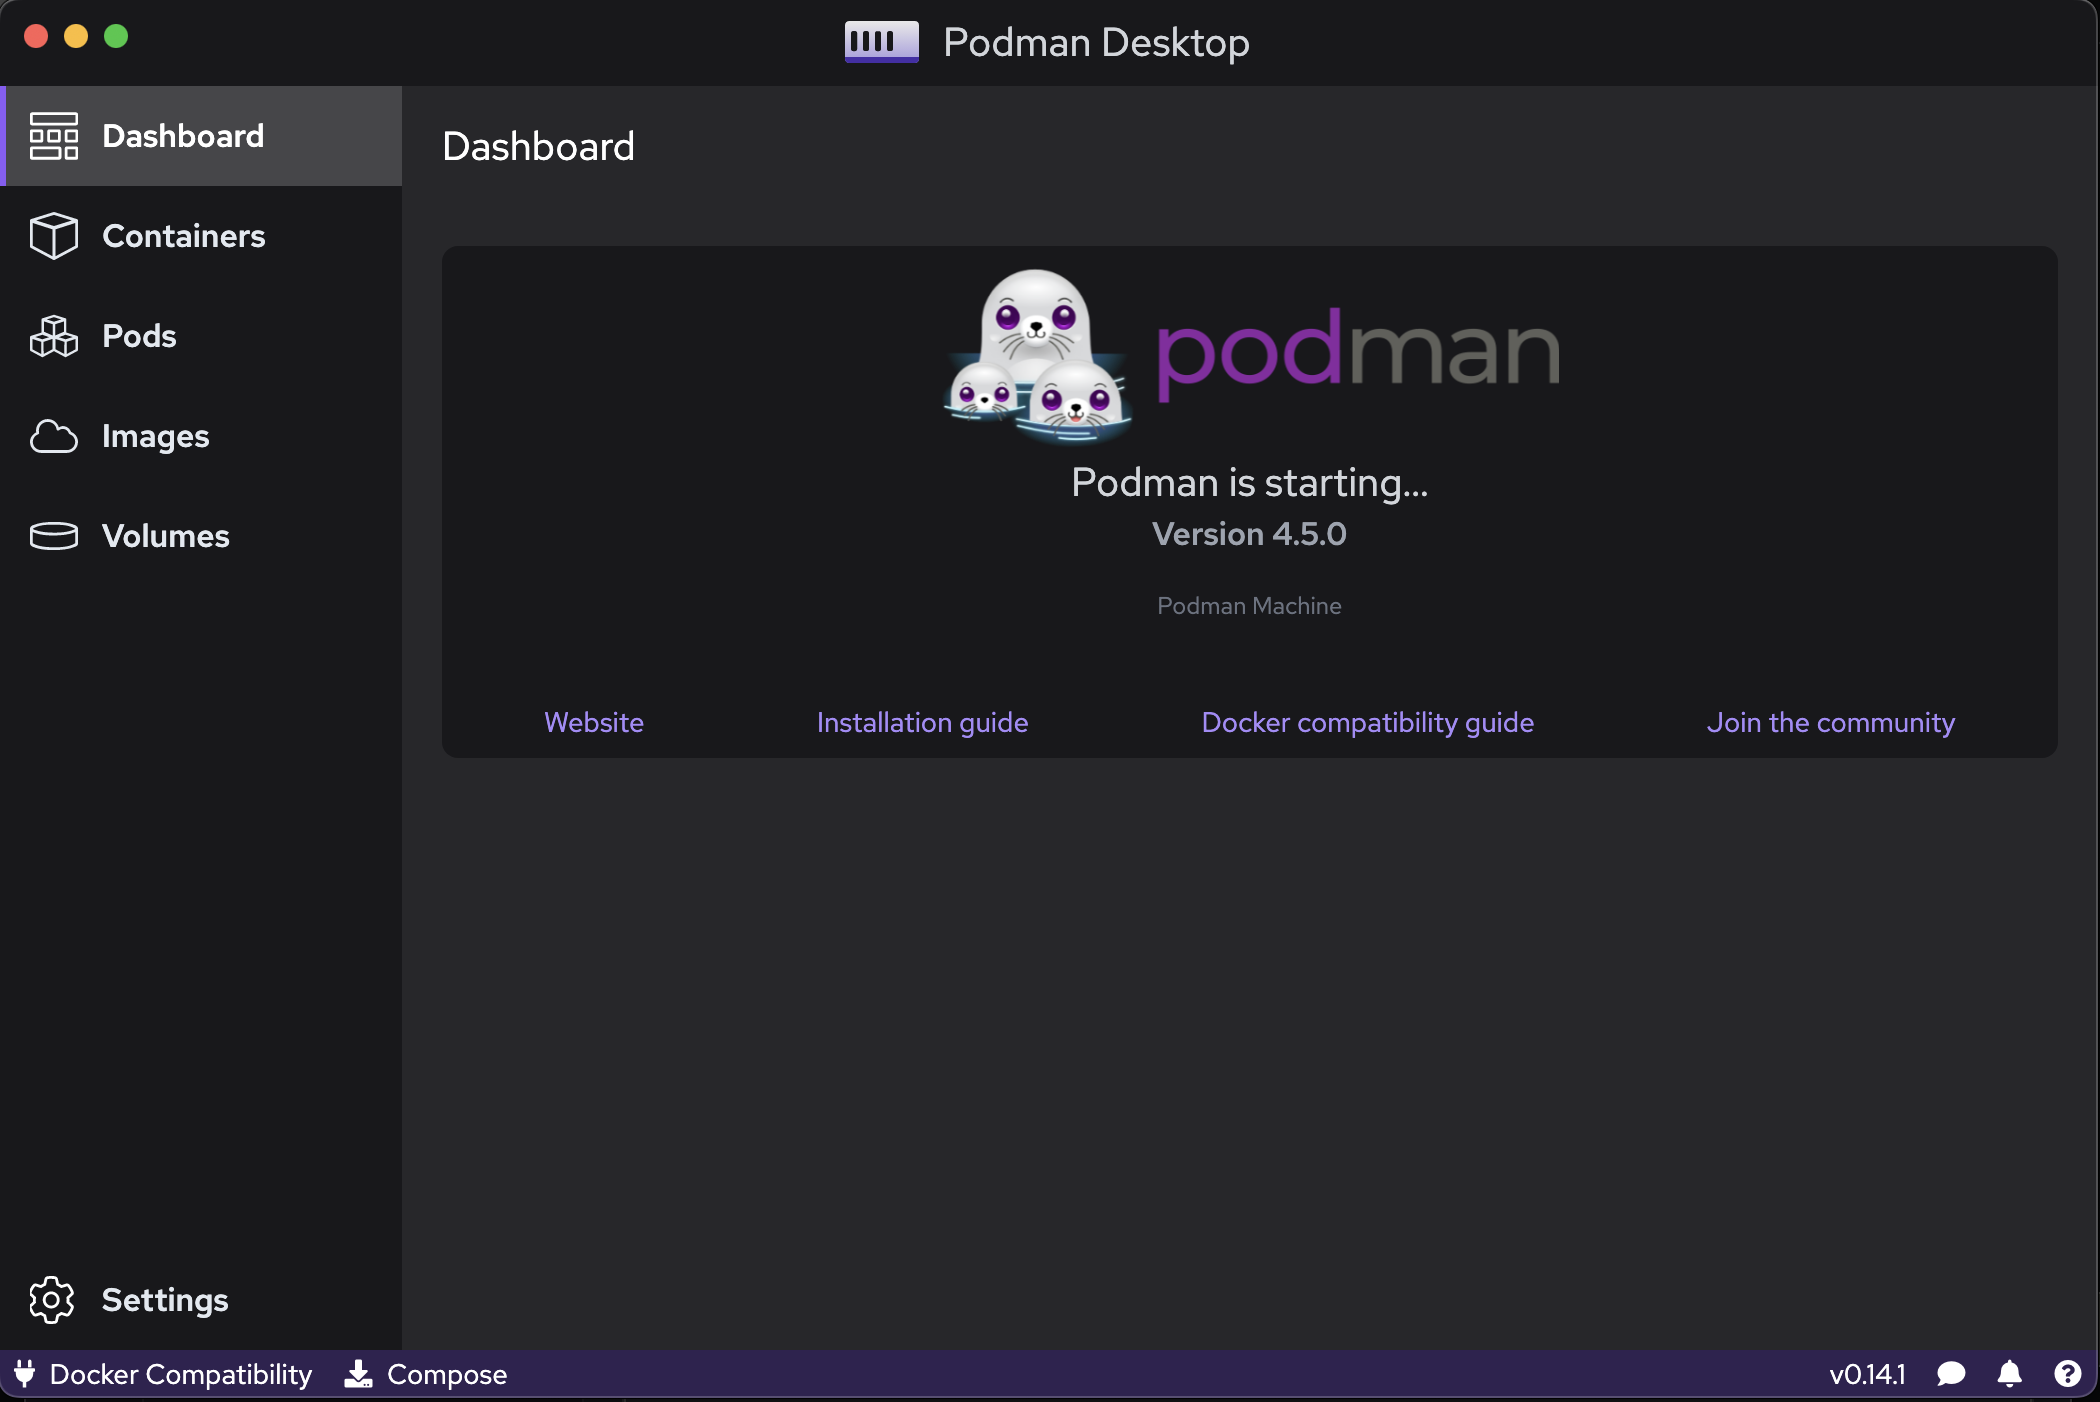 Podman Desktop
Dashboard
Containers
Pods
Images
Volumes
Settings
Dashboard
podman
Podman is starting...
Version 4.5.0
Podman Machine
Website
Installation guide
Docker compatibility guide
Join the community
Docker Compatibility
Compose
v0.14.1